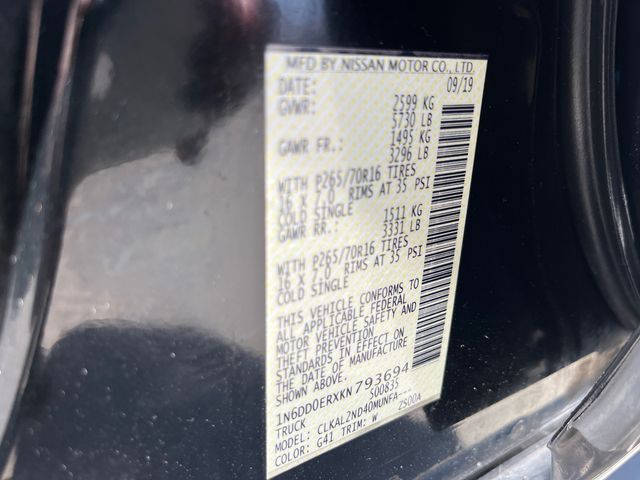 MFD BY NISSAN MOTOR CO., LTD.
DATE: 09/19
GVWR: 2599 KG
5730 LB
GAWR FR.: 1495 KG
3296 LB
WITH P265/70R16 TIRES
16 X 7.0 RIMS AT 35 PSI
COLD SINGLE
GAWR RR.: 1511 KG
3331 LB
WITH P265/70R16 TIRES
16 X 7.0 RIMS AT 35 PSI
COLD SINGLE
THIS VEHICLE CONFORMS TO
ALL APPLICABLE FEDERAL
MOTOR VEHICLE SAFETY AND
THEFT PREVENTION
STANDARDS IN EFFECT ON
THE DATE OF MANUFACTURE
SHOWN ABOVE.
1N6DD0ERXKN793694
TRUCK S00835
MODEL: CLKAL2ND40MUNFA----
COLOR: G41 TRIM: W 2S00A